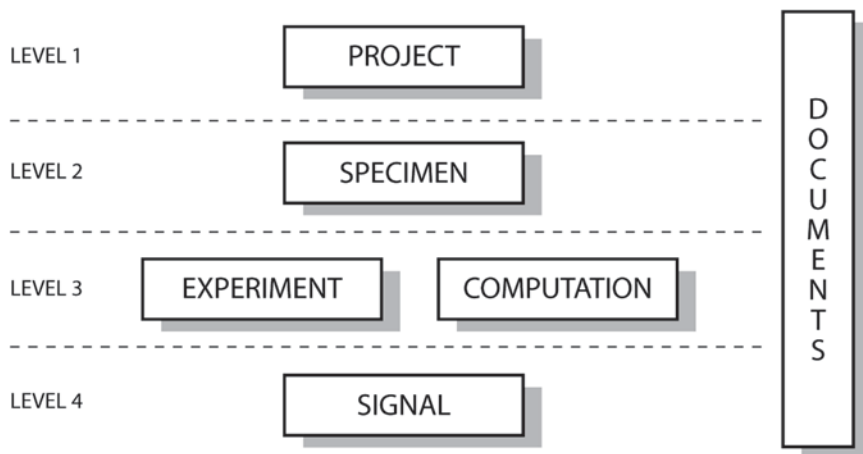 LEVEL 1
PROJECT
LEVEL 2
SPECIMEN
LEVEL 3
EXPERIMENT
COMPUTATION
LEVEL 4
SIGNAL
DOCUMENTS